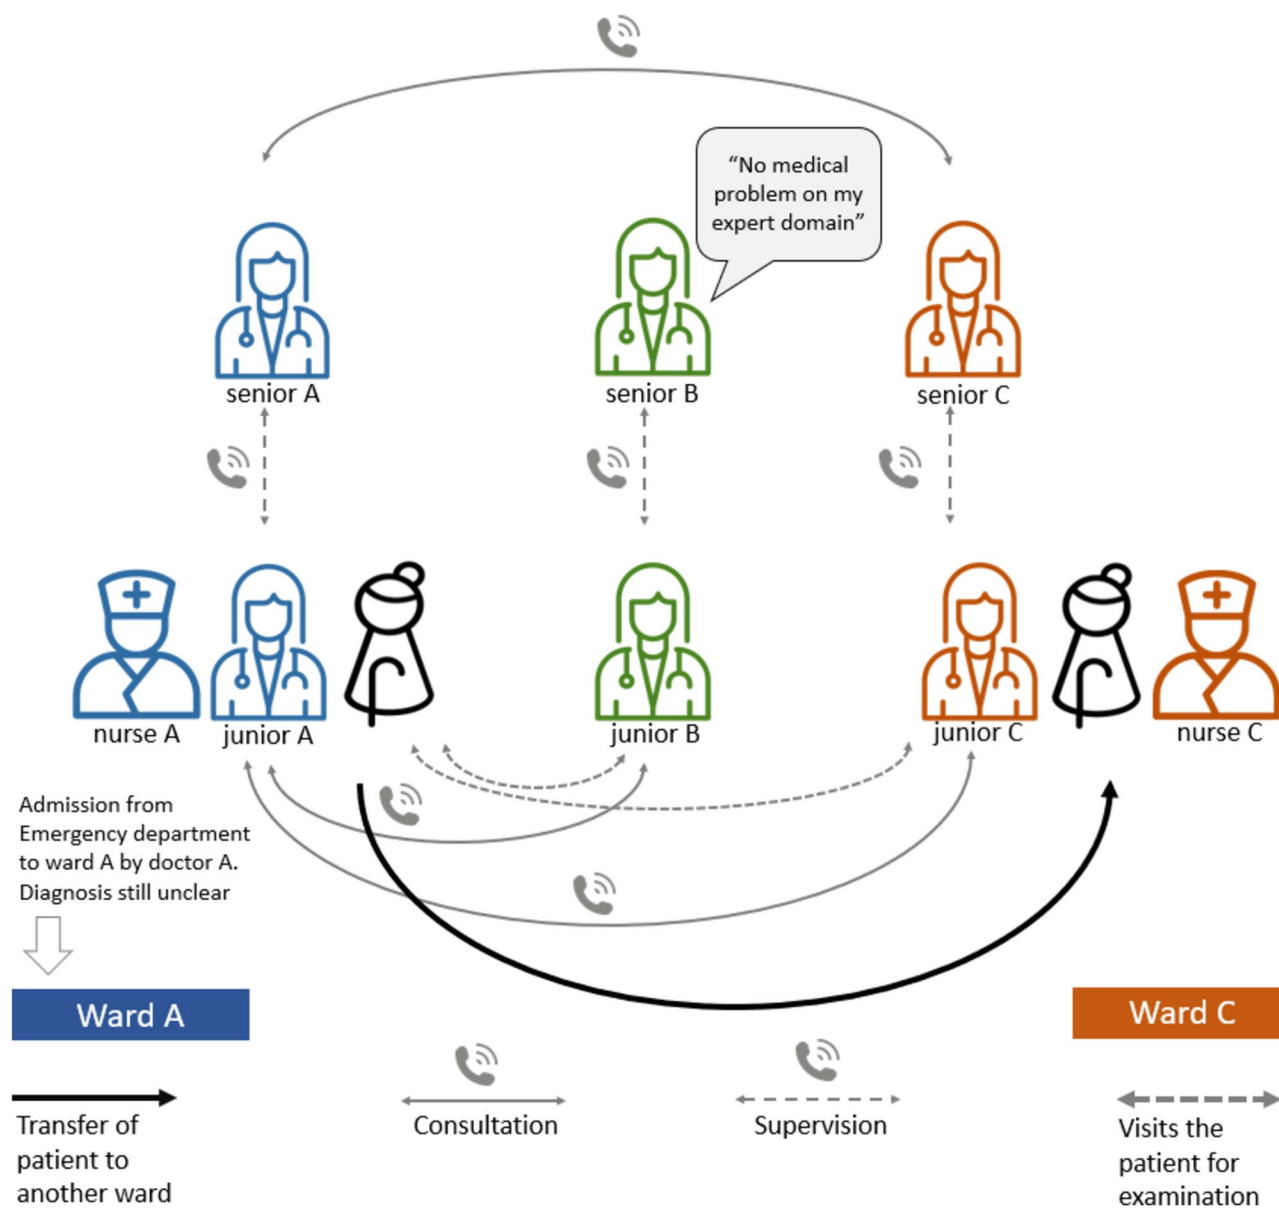 “No medical
problem on my
expert domain”
senior A
senior B
senior C
nurse A
junior A
junior B
junior C
nurse C
Admission from
Emergency department
to ward A by doctor A.
Diagnosis still unclear
Ward A
Ward C
Transfer of
patient to
another ward
Consultation
Supervision
Visits the
patient for
examination